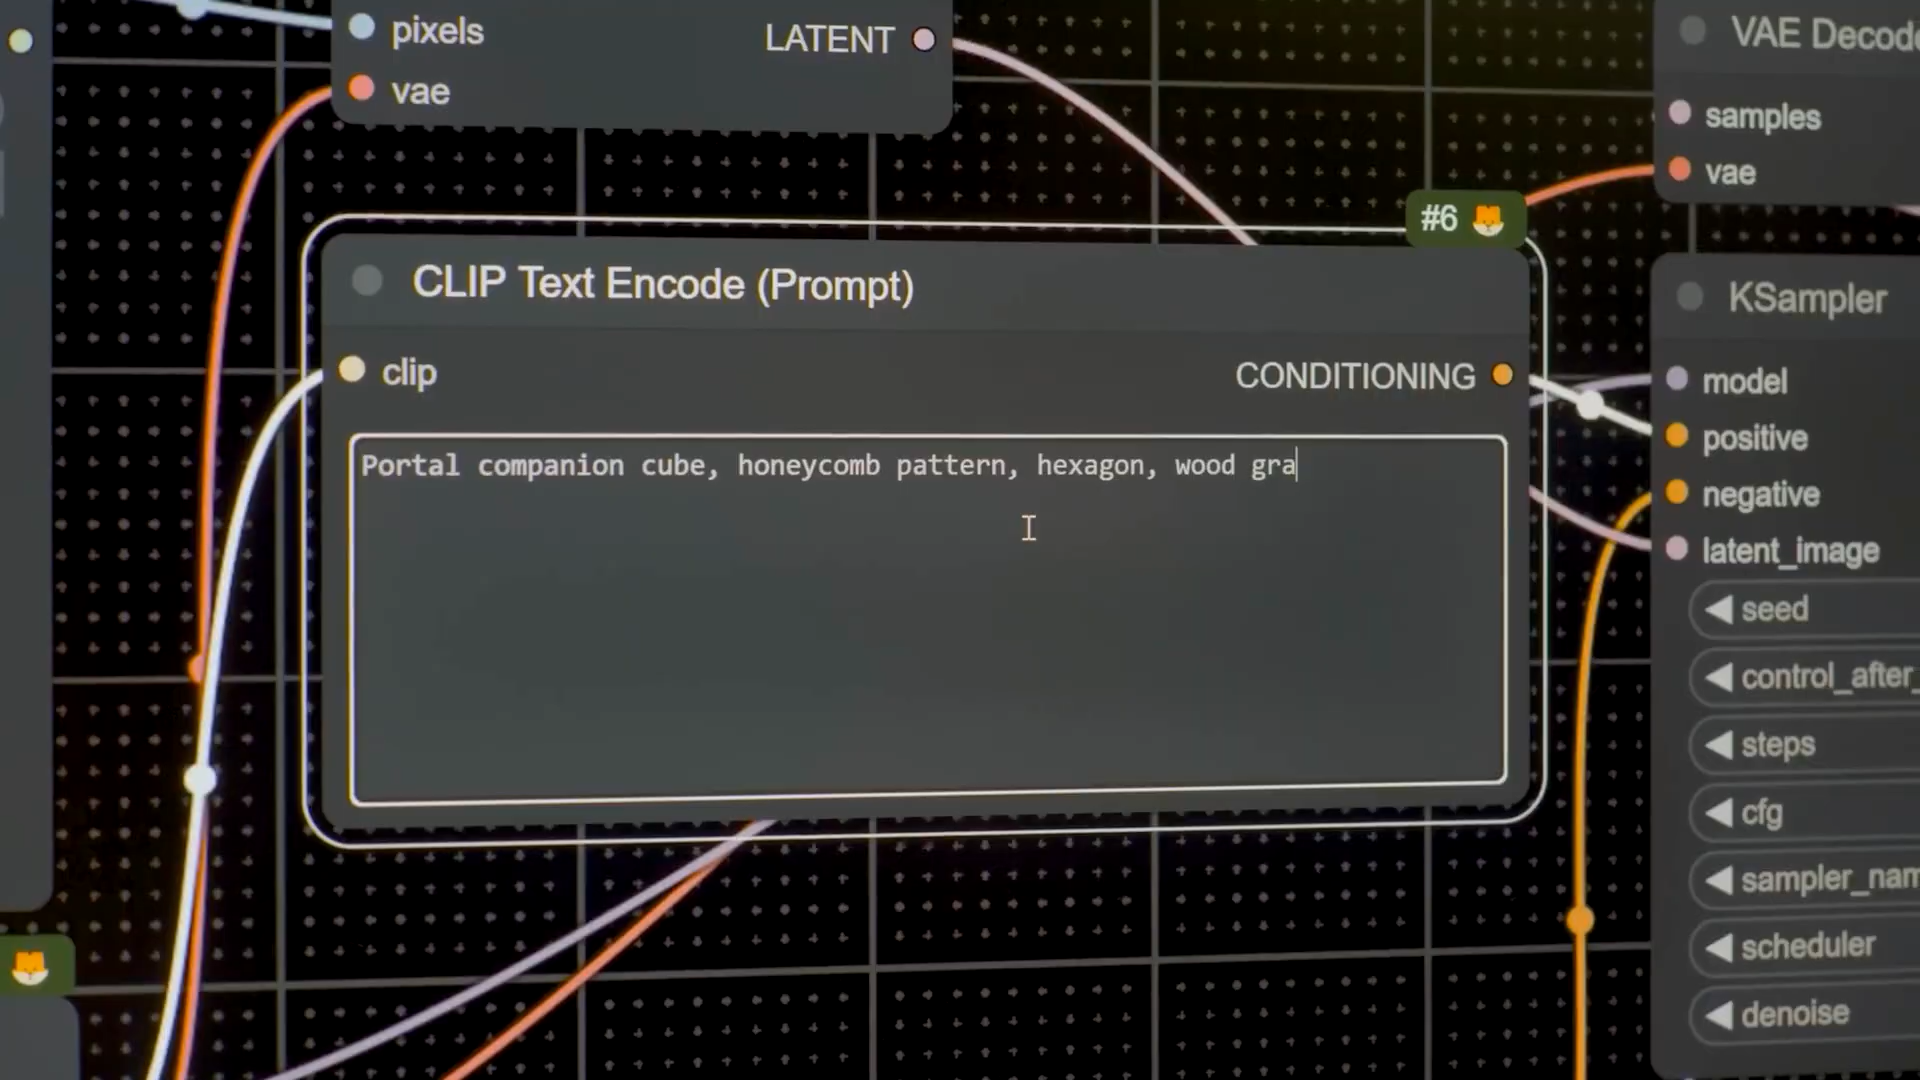 pixels
LATENT
vae
VAE Decode
samples
vae
#6
CLIP Text Encode (Prompt)
clip
CONDITIONING
Portal companion cube, honeycomb pattern, hexagon, wood gra
KSampler
model
positive
negative
latent_image
seed
control_after_
steps
cfg
sampler_nam
scheduler
denoise